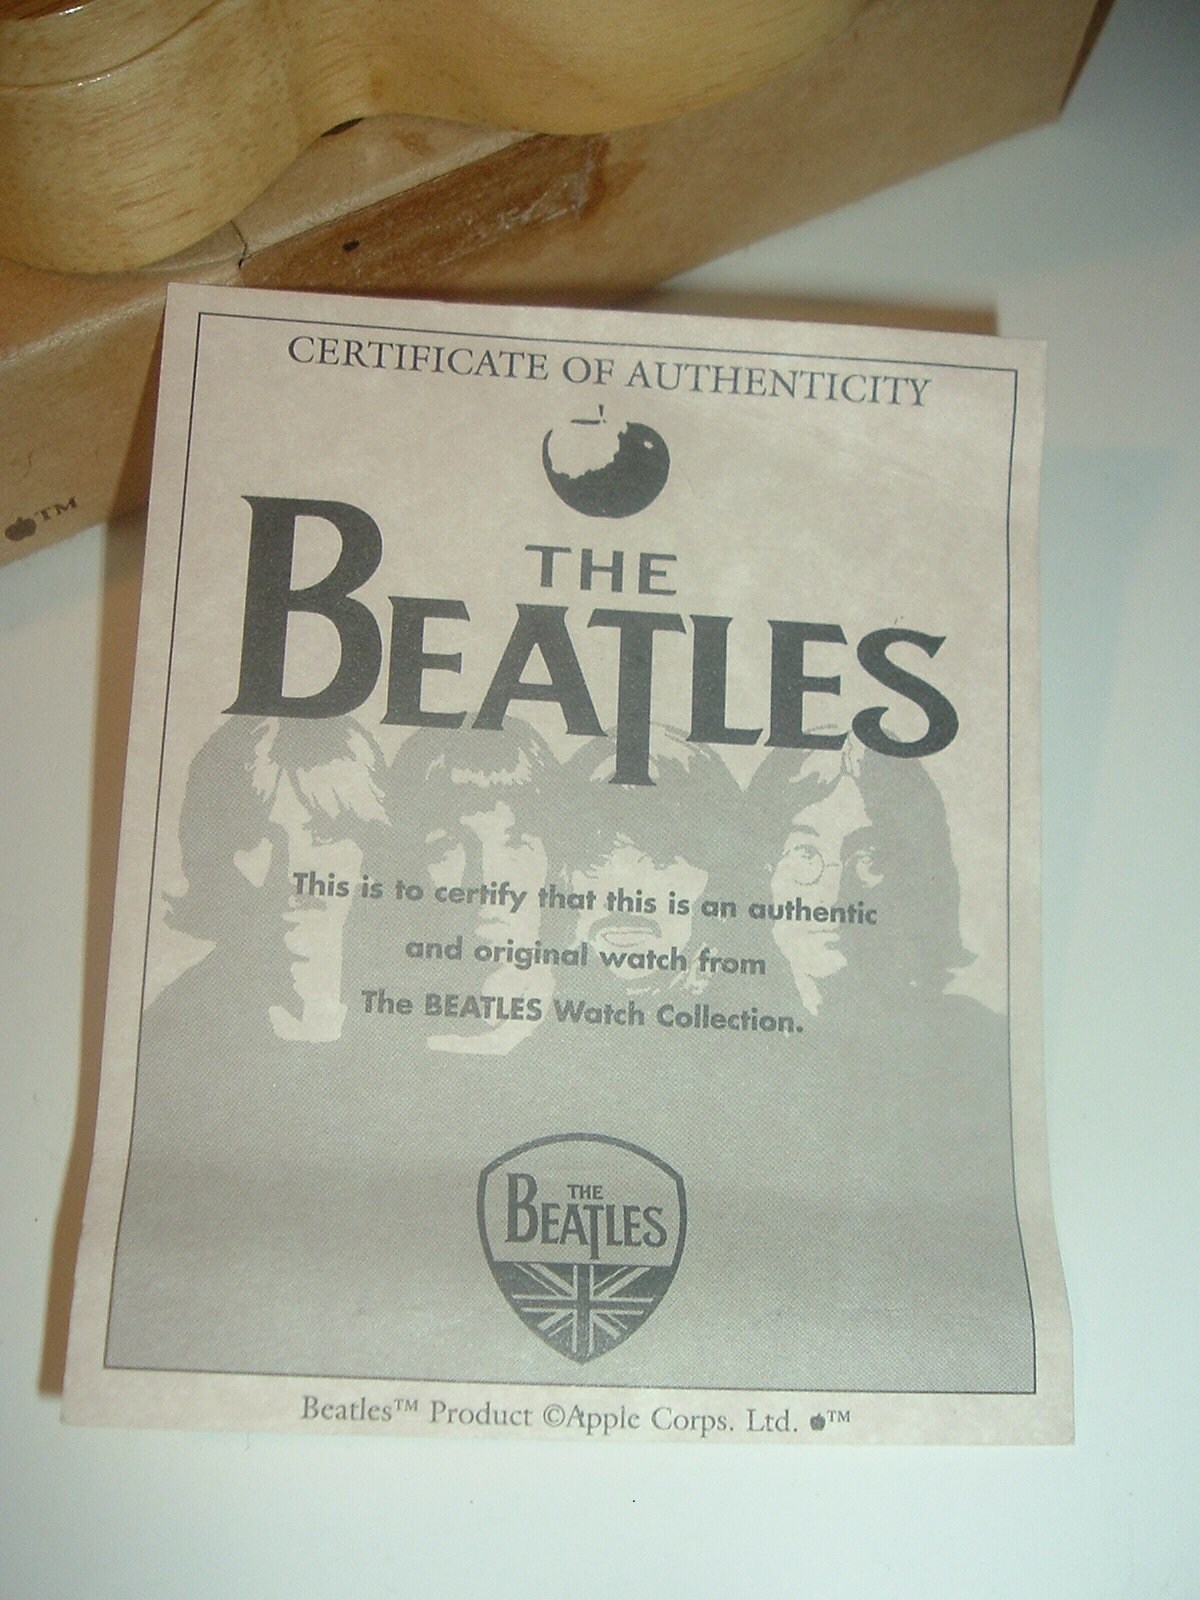 CERTIFICATE OF AUTHENTICITY
THE
BEATLES
This is to certify that this is an authentic
and original watch from
The BEATLES Watch Collection.
THE
BEATLES
Beatles™ Product ©Apple Corps. Ltd. ™
™